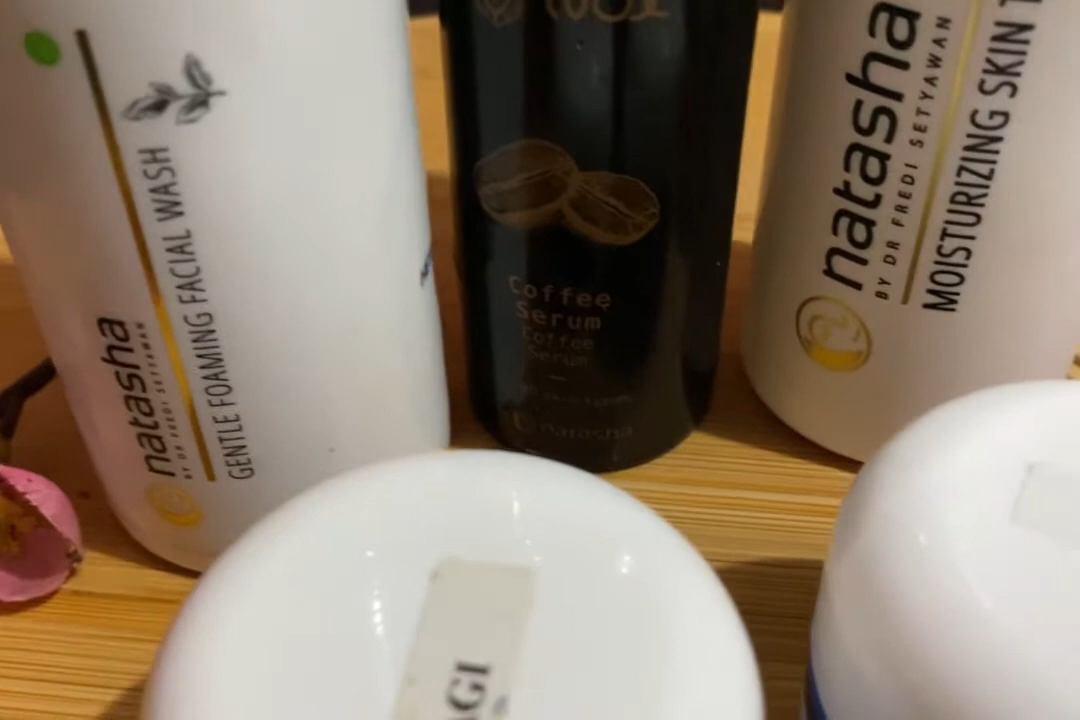 natasha
BY DR FREDI SETYAWAN
GENTLE FOAMING FACIAL WASH
Coffee
Serum
Coffee
Serum
natasha
natasha
BY DR FREDI SETYAWAN
MOISTURIZING SKIN
AGI